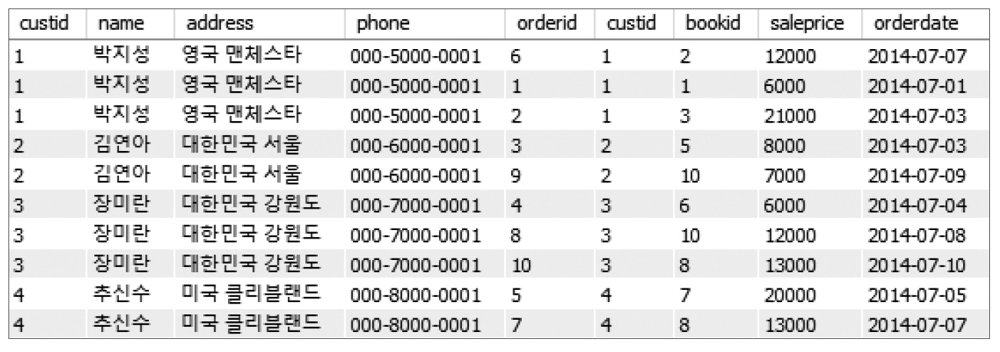 custid name address phone orderid custid bookid saleprice orderdate
1 박지성 영국 맨체스타 000-5000-0001 6 1 2 12000 2014-07-07
1 박지성 영국 맨체스타 000-5000-0001 1 1 1 6000 2014-07-01
1 박지성 영국 맨체스타 000-5000-0001 2 1 3 21000 2014-07-03
2 김연아 대한민국 서울 000-6000-0001 3 2 5 8000 2014-07-03
2 김연아 대한민국 서울 000-6000-0001 9 2 10 7000 2014-07-09
3 장미란 대한민국 강원도 000-7000-0001 4 3 6 6000 2014-07-04
3 장미란 대한민국 강원도 000-7000-0001 8 3 10 12000 2014-07-08
3 장미란 대한민국 강원도 000-7000-0001 10 3 8 13000 2014-07-10
4 추신수 미국 클리블랜드 000-8000-0001 5 4 7 20000 2014-07-05
4 추신수 미국 클리블랜드 000-8000-0001 7 4 8 13000 2014-07-07